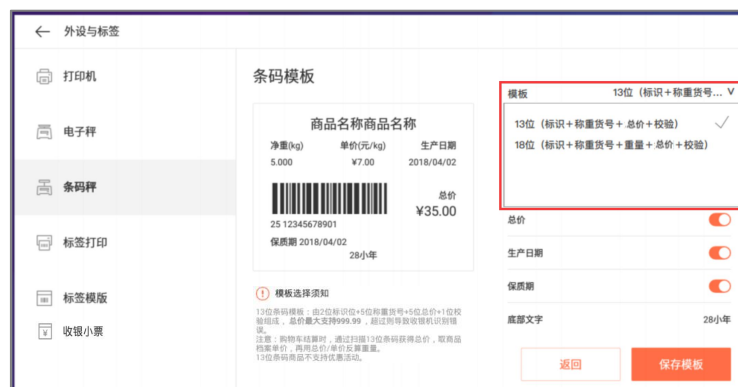 外设与标签
打印机
电子秤
条码秤
标签打印
标签模版
收银小票
条码模板
商品名称商品名称
净重(kg) 单价(元/kg) 生产日期
5.000 ¥7.00 2018/04/02
总价
¥35.00
25 12345678901
保质期 2018/04/02
28小年
模板选择须知
13位条码模板：由2位标识位+5位称重货号+5位总价+1位校
验组成，总价最大支持999.99，超过则导致收银机识别错
误。
注意：购物车结算时，通过扫描13位条码获得总价，取商品
档案单价，再用总价/单价反算重量。
13位条码商品不支持优惠活动。
模板 13位（标识+称重货号... V
13位（标识+称重货号+总价+校验）
18位（标识+称重货号+重量+总价+校验）
总价
生产日期
保质期
底部文字 28小年
返回 保存模板